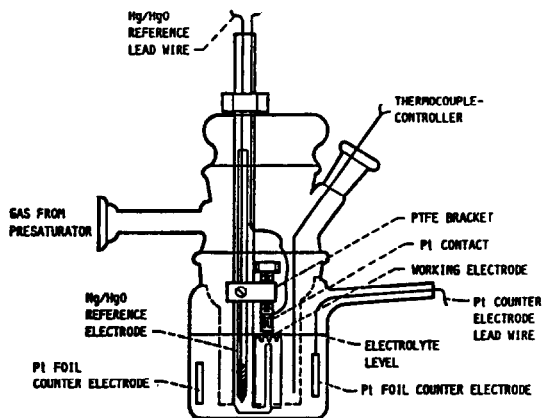 Hg/HgO
REFERENCE
LEAD WIRE
THERMOCOUPLE-
CONTROLLER
GAS FROM
PRESATURATOR
PTFE BRACKET
Pt CONTACT
WORKING ELECTRODE
Hg/HgO
REFERENCE
ELECTRODE
Pt COUNTER
ELECTRODE
LEAD WIRE
ELECTROLYTE
LEVEL
Pt FOIL
COUNTER ELECTRODE
Pt FOIL COUNTER ELECTRODE